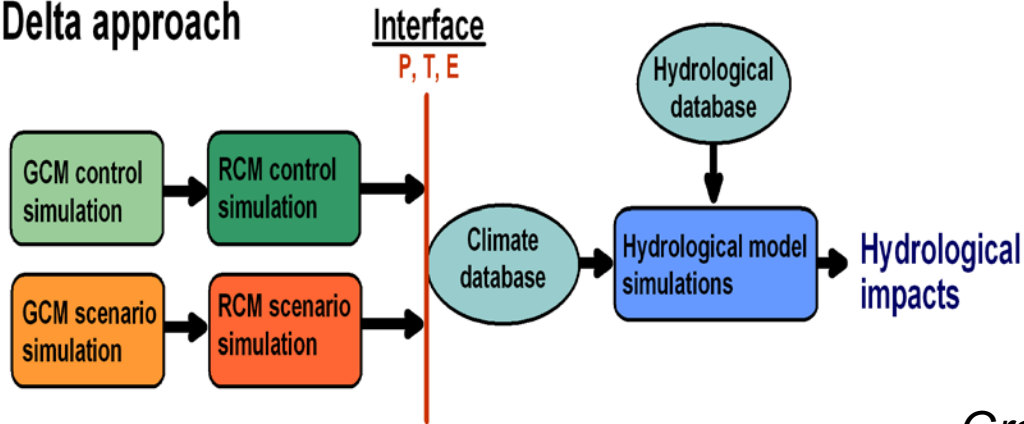 Delta approach
Interface
P, T, E
Hydrological
database
GCM control
simulation
RCM control
simulation
Climate
database
Hydrological model
simulations
Hydrological
impacts
GCM scenario
simulation
RCM scenario
simulation